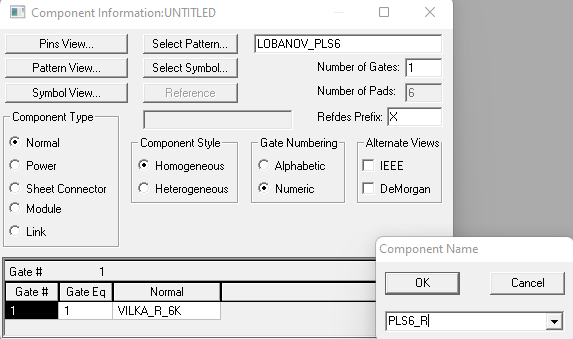 Component Information:UNTITLED
Pins View... Select Pattern... LOBANOV_PLS6
Pattern View... Select Symbol... Number of Gates: 1
Symbol View... Reference Number of Pads: 6
Refdes Prefix: X
Component Type
Normal
Power
Sheet Connector
Module
Link
Component Style
Homogeneous
Heterogeneous
Gate Numbering
Alphabetic
Numeric
Alternate Views
IEEE
DeMorgan
Gate # 1
Gate # Gate Eq Normal
1 1 VILKA_R_6K
Component Name
OK Cancel
PLS6_R